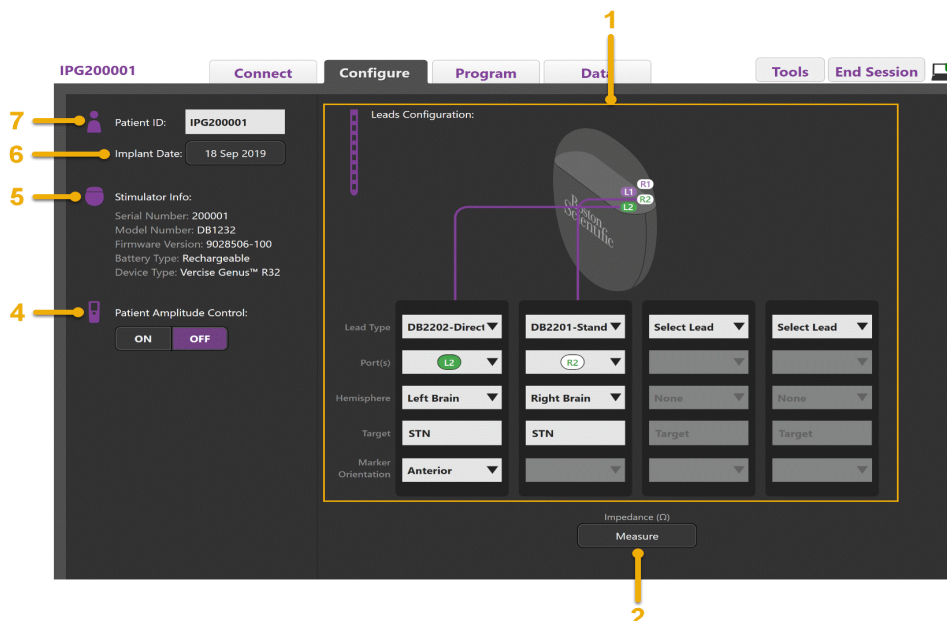 1
IPG200001
Connect
Configure
Program
Data
Tools
End Session
7
Patient ID:
IPG200001
6
Implant Date:
18 Sep 2019
5
Stimulator Info:
Serial Number: 200001
Model Number: DB1232
Firmware Version: 9028506-100
Battery Type: Rechargeable
Device Type: Vercise Genus™ R32
4
Patient Amplitude Control:
ON
OFF
Leads Configuration:
R1
L1
R2
L2
Boston
Scientific
Lead Type
DB2202-Direct
DB2201-Stand
Select Lead
Select Lead
Port(s)
L2
R2
Hemisphere
Left Brain
Right Brain
None
None
Target
STN
STN
Target
Target
Marker
Orientation
Anterior
Impedance (Ω)
Measure
2